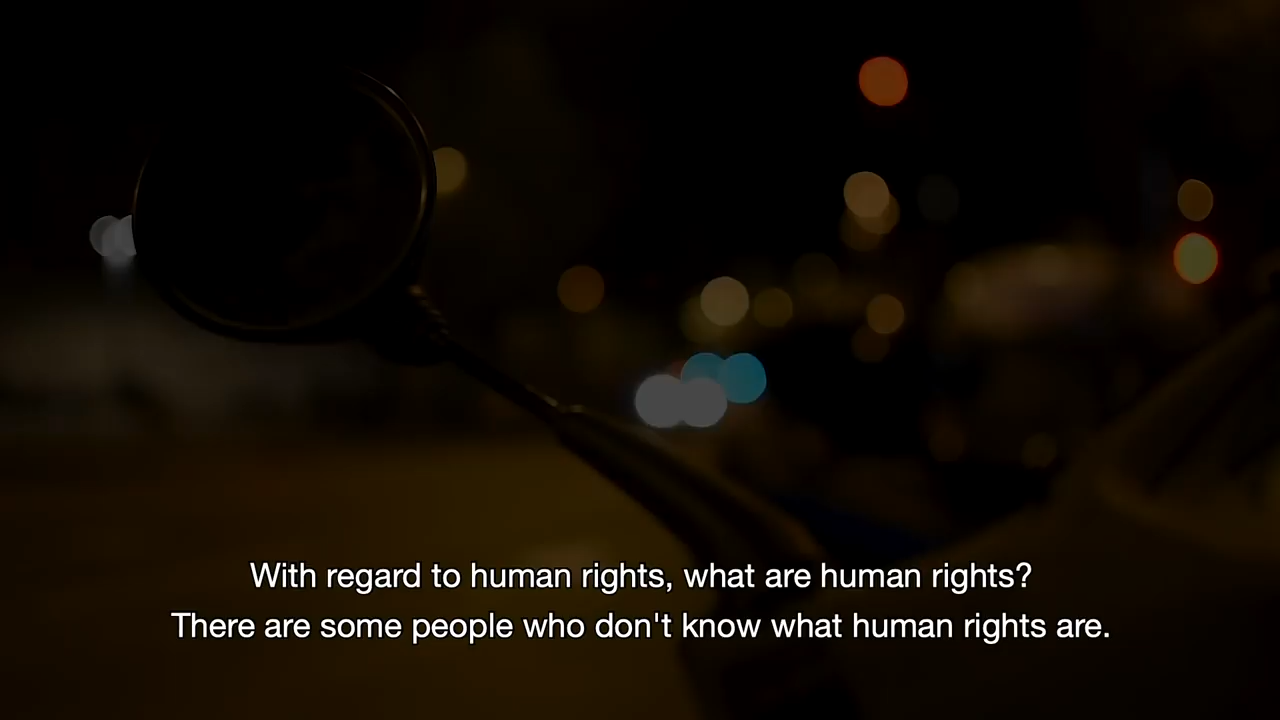 With regard to human rights, what are human rights?
There are some people who don't know what human rights are.